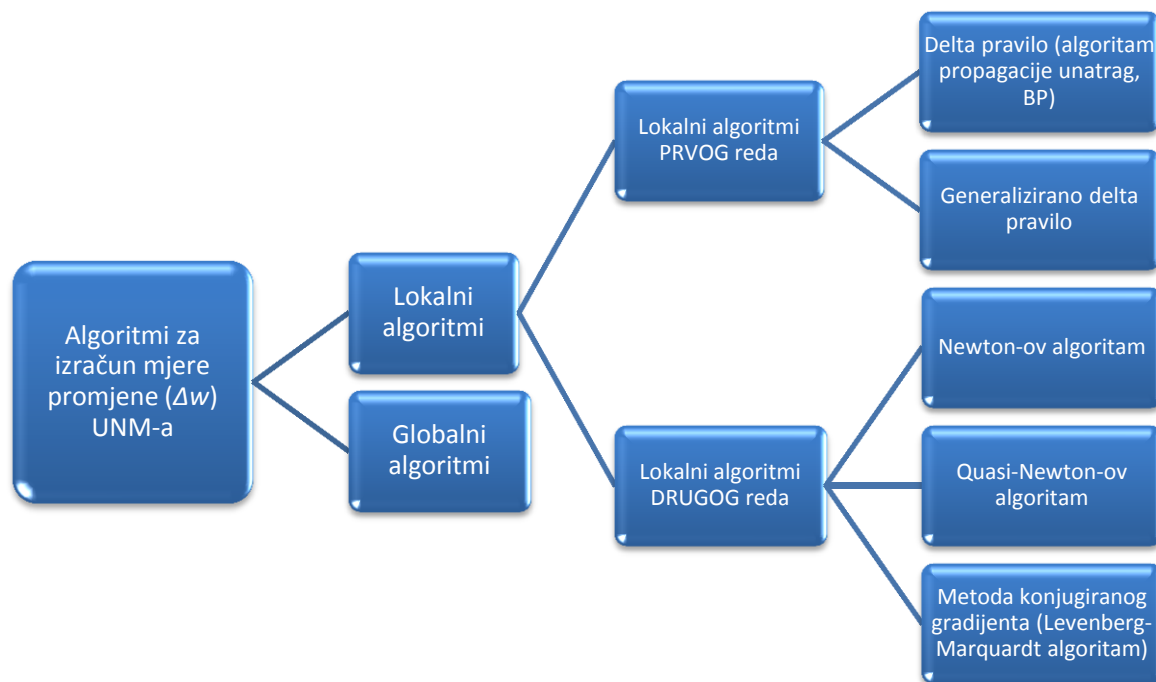 Algoritmi za
izračun mjere
promjene (Δw)
UNM-a
Lokalni
algoritmi
Globalni
algoritmi
Lokalni algoritmi
PRVOG reda
Lokalni algoritmi
DRUGOG reda
Delta pravilo (algoritam
propagacije unatrag,
BP)
Generalizirano delta
pravilo
Newton-ov algoritam
Quasi-Newton-ov
algoritam
Metoda konjugiranog
gradijenta (Levenberg-
Marquardt algoritam)